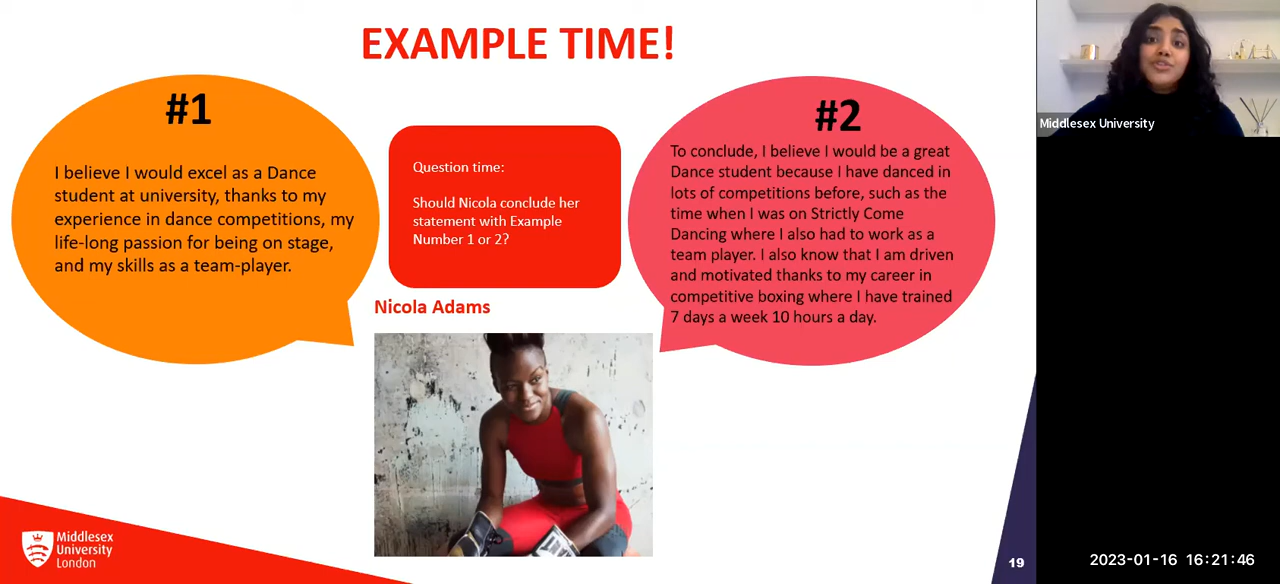 EXAMPLE TIME!
#1
I believe I would excel as a Dance
student at university, thanks to my
experience in dance competitions, my
life-long passion for being on stage,
and my skills as a team-player.
Question time:
Should Nicola conclude her
statement with Example
Number 1 or 2?
Nicola Adams
#2
To conclude, I believe I would be a great
Dance student because I have danced in
lots of competitions before, such as the
time when I was on Strictly Come
Dancing where I also had to work as a
team player. I also know that I am driven
and motivated thanks to my career in
competitive boxing where I have trained
7 days a week 10 hours a day.
Middlesex University
Middlesex
University
London
19
2023-01-16 16:21:46